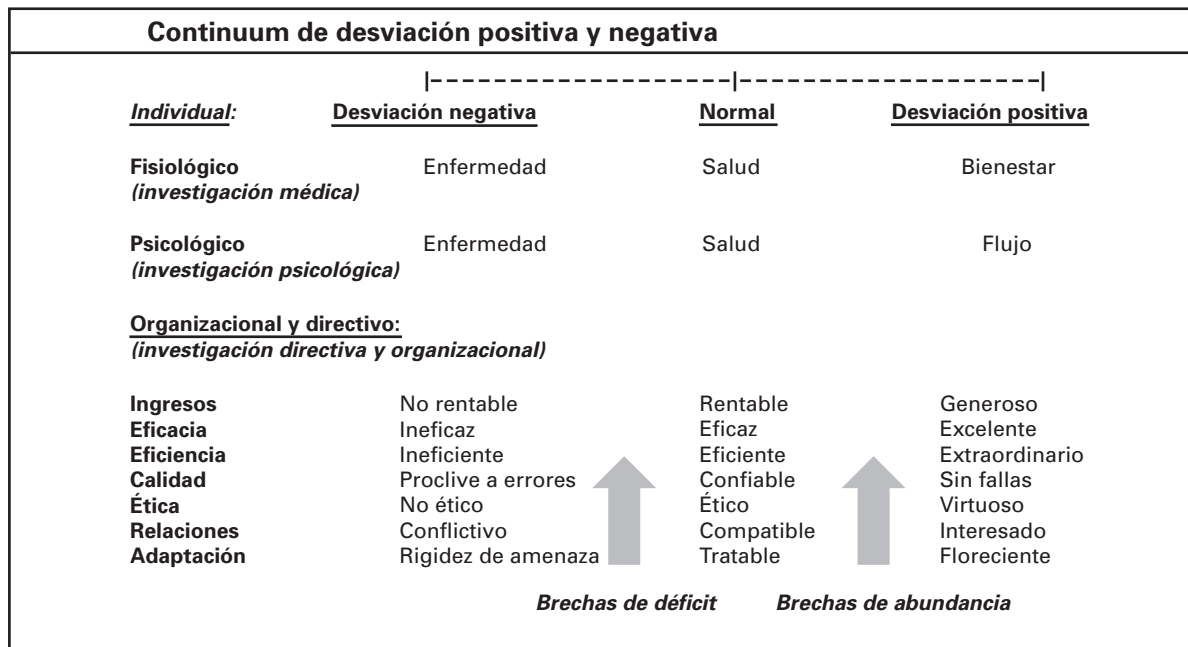 Continuum de desviación positiva y negativa
|--------------------|--------------------|
Individual: Desviación negativa Normal Desviación positiva
Fisiológico Enfermedad Salud Bienestar
(investigación médica)
Psicológico Enfermedad Salud Flujo
(investigación psicológica)
Organizacional y directivo:
(investigación directiva y organizacional)
Ingresos No rentable Rentable Generoso
Eficacia Ineficaz Eficaz Excelente
Eficiencia Ineficiente Eficiente Extraordinario
Calidad Proclive a errores Confiable Sin fallas
Ética No ético Ético Virtuoso
Relaciones Conflictivo Compatible Interesado
Adaptación Rigidez de amenaza Tratable Floreciente
Brechas de déficit Brechas de abundancia